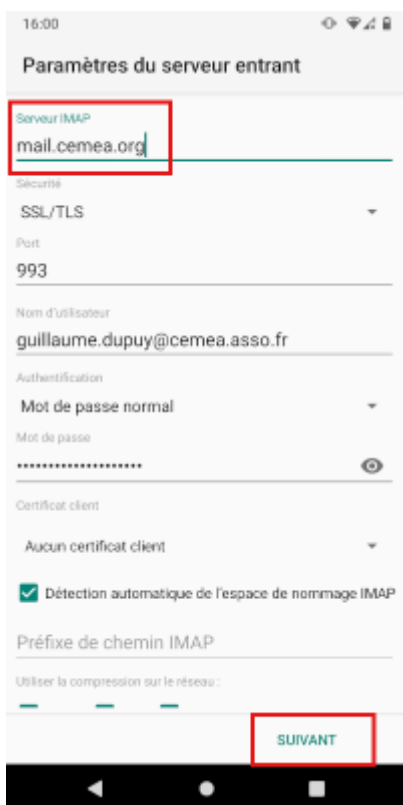 16:00
Paramètres du serveur entrant
Serveur IMAP
mail.cemea.org
Sécurité
SSL/TLS
Port
993
Nom d'utilisateur
guillaume.dupuy@cemea.asso.fr
Authentification
Mot de passe normal
Mot de passe
••••••••••••••••••••
Certificat client
Aucun certificat client
Détection automatique de l'espace de nommage IMAP
Préfixe de chemin IMAP
Utiliser la compression sur le réseau :
SUIVANT